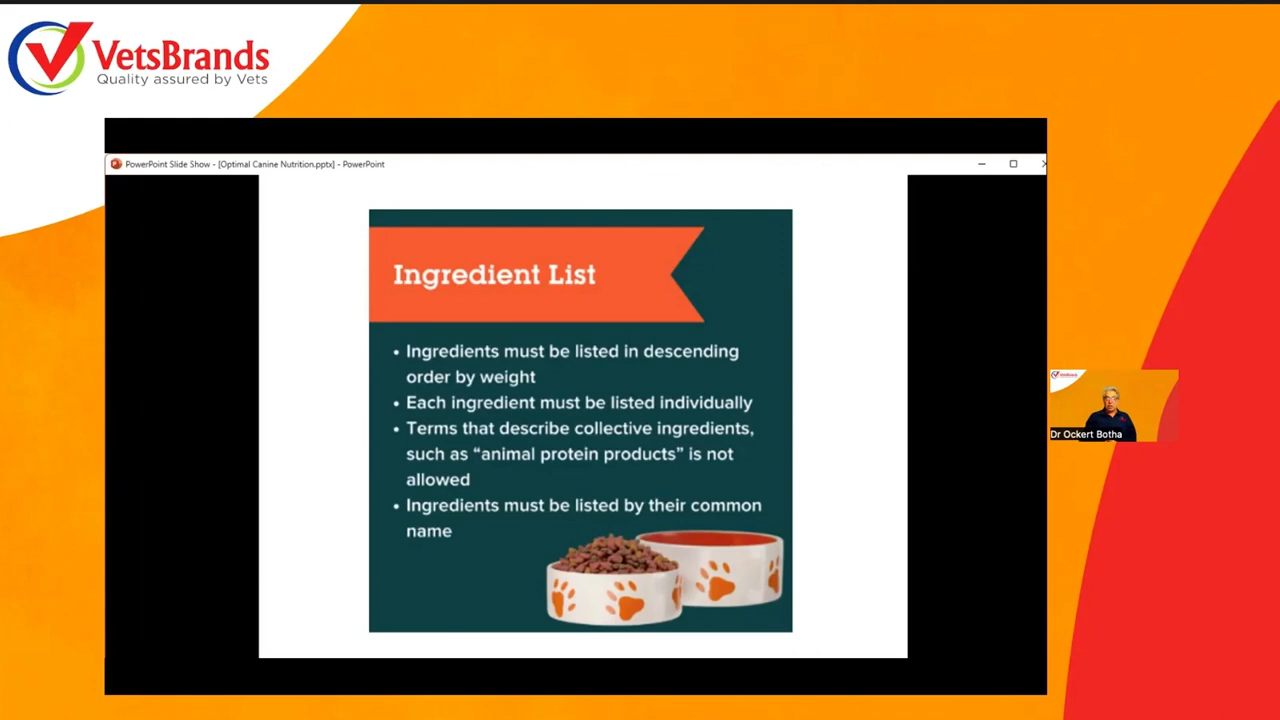 VetsBrands
Quality assured by Vets
PowerPoint Slide Show - [Optimal Canine Nutrition.pptx] - PowerPoint
Ingredient List
• Ingredients must be listed in descending
order by weight
• Each ingredient must be listed individually
• Terms that describe collective ingredients,
such as “animal protein products” is not
allowed
• Ingredients must be listed by their common
name
Dr Ockert Botha